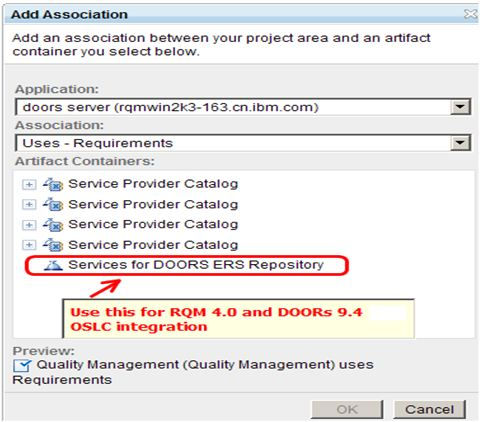 Add Association
Add an association between your project area and an artifact
container you select below.
Application:
doors server (rqmwin2k3-163.cn.ibm.com)
Association:
Uses - Requirements
Artifact Containers:
Service Provider Catalog
Service Provider Catalog
Service Provider Catalog
Service Provider Catalog
Services for DOORS ERS Repository
Use this for RQM 4.0 and DOORs 9.4
OSLC integration
Preview:
Quality Management (Quality Management) uses
Requirements
OK
Cancel